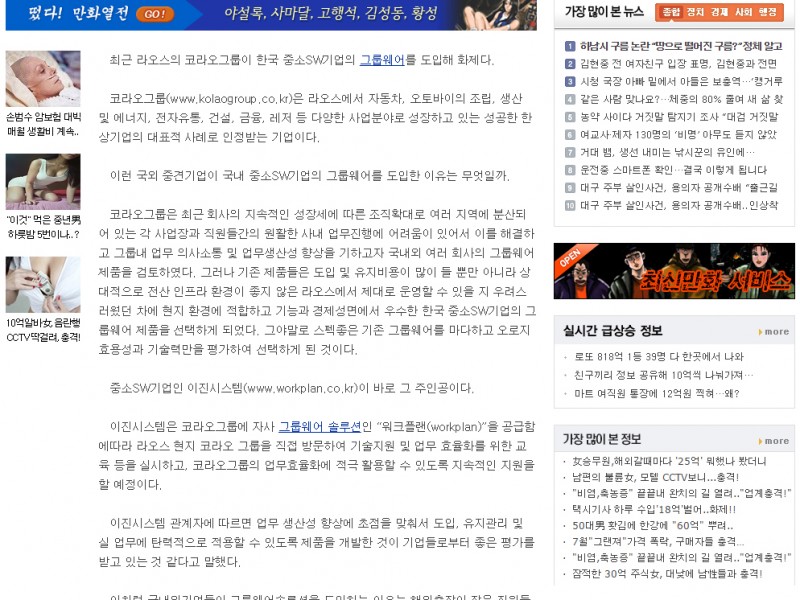 떴다! 만화열전 GO!
야설록, 사마달, 고행석, 김성동, 황성
손범수 암보험 대박
매월 생활비 계속..
"이것" 먹은 중년男
하룻밤 5번이나..?
10억알바女 음란행
CCTV딱걸려, 충격!
최근 라오스의 코라오그룹이 한국 중소SW기업의 그룹웨어를 도입해 화제다.
코라오그룹(www.kolaogroup.co.kr)은 라오스에서 자동차, 오토바이의 조립, 생산
및 에너지, 전자유통, 건설, 금융, 레저 등 다양한 사업분야로 성장하고 있는 성공한 한
상기업의 대표적 사례로 인정받는 기업이다.
이런 국외 중견기업이 국내 중소SW기업의 그룹웨어를 도입한 이유는 무엇일까.
코라오그룹은 최근 회사의 지속적인 성장세에 따른 조직확대로 여러 지역에 분산되
어 있는 각 사업장과 직원들간의 원활한 사내 업무진행에 어려움이 있어서 이를 해결하
고 그룹내 업무 의사소통 및 업무생산성 향상을 기하고자 국내외 여러 회사의 그룹웨어
제품을 검토하였다. 그러나 기존 제품들은 도입 및 유지비용이 많이 들 뿐만 아니라 상
대적으로 전산 인프라 환경이 좋지 않은 라오스에서 제대로 운영할 수 있을 지 우려스
러웠던 차에 현지 환경에 적합하고 기능과 경제성면에서 우수한 한국 중소SW기업의 그
룹웨어 제품을 선택하게 되었다. 그야말로 스펙좋은 기존 그룹웨어를 마다하고 오로지
효용성과 기술력만을 평가하여 선택하게 된 것이다.
중소SW기업인 이진시스템(www.workplan.co.kr)이 바로 그 주인공이다.
이진시스템은 코라오그룹에 자사 그룹웨어 솔루션인 "워크플랜(workplan)"을 공급함
에따라 라오스 현지 코라오 그룹을 직접 방문하여 기술지원 및 업무 효율화를 위한 교
육 등을 실시하고, 코라오그룹의 업무효율화에 적극 활용할 수 있도록 지속적인 지원을
할 예정이다.
이진시스템 관계자에 따르면 업무 생산성 향상에 초점을 맞춰서 도입, 유지관리 및
실 업무에 탄력적으로 적용할 수 있도록 제품을 개발한 것이 기업들로부터 좋은 평가를
받고 있는 것 같다고 말했다.
가장 많이 본 뉴스 종합 정치 경제 사회 행정
1 하남시 구름 논란 "땅으로 떨어진 구름?" 정체 알고
2 김현중 전 여자친구 입장 표명, 김현중과 전면
3 시청 국장 아빠 밑에서 아들은 보충역…'캥거루
4 같은 사람 맞나요?…체중의 80% 줄여 새 삶 찾
5 농약 사이다 거짓말 탐지기 조사 "대검 거짓말
6 여교사·제자 130명의 '비명' 아무도 듣지 않았
7 거대 뱀, 생선 내미는 낚시꾼의 유인에…
8 운전중 스마트폰 확인…결국 이렇게 됩니다
9 대구 주부 살인사건, 용의자 공개수배 "출근길
10 대구 주부 살인사건, 용의자 공개수배..인상착
OPEN
최신만화 서비스
실시간 급상승 정보 more
로또 818억 1등 39명 다 한곳에서 나와
친구끼리 정보 공유해 10억씩 나눠가져…
마트 여직원 통장에 12억원 찍혀…왜?
가장 많이 본 정보 more
女승무원,해외갈때마다 '25억' 뭐했나 봤더니
남편의 불륜女, 모텔 CCTV보니...충격!
"비염,축농증" 끝끝내 완치의 길 열려.."업계충격!"
택시기사 하루 수입'18억'벌어..화제!!
50대男 홧김에 한강에 "60억" 뿌려..
7월"그랜져"가격 폭락, 구매자들 충격...
"비염,축농증" 끝끝내 완치의 길 열려.."업계충격!"
잠적한 30억 주식女, 대낮에 남性들과 충격!